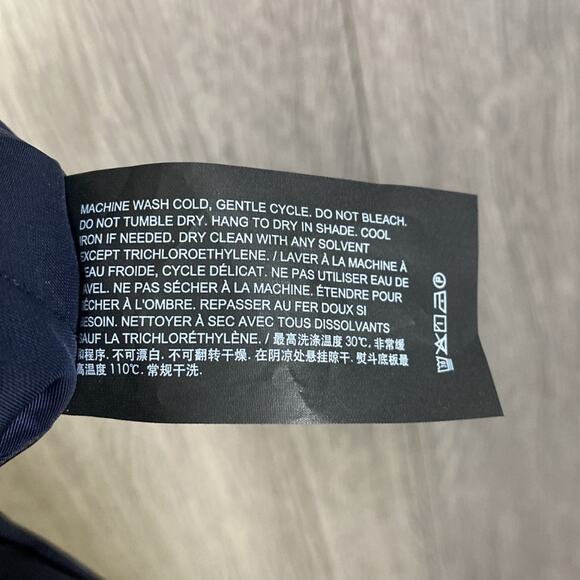 MACHINE WASH COLD, GENTLE CYCLE. DO NOT BLEACH.
DO NOT TUMBLE DRY. HANG TO DRY IN SHADE. COOL
IRON IF NEEDED. DRY CLEAN WITH ANY SOLVENT
EXCEPT TRICHLOROETHYLENE. / LAVER À LA MACHINE À
L'EAU FROIDE, CYCLE DÉLICAT. NE PAS UTILISER EAU DE
JAVEL. NE PAS SÉCHER À LA MACHINE. ÉTENDRE POUR
SÉCHER À L'OMBRE. REPASSER AU FER DOUX SI
BESOIN. NETTOYER À SEC AVEC TOUS DISSOLVANTS
SAUF LA TRICHLORÉTHYLÈNE. / 最高洗涤温度 30℃, 非常缓
和程序. 不可漂白. 不可翻转干燥. 在阴凉处悬挂晾干. 熨斗底板最
高温度 110℃. 常规干洗.